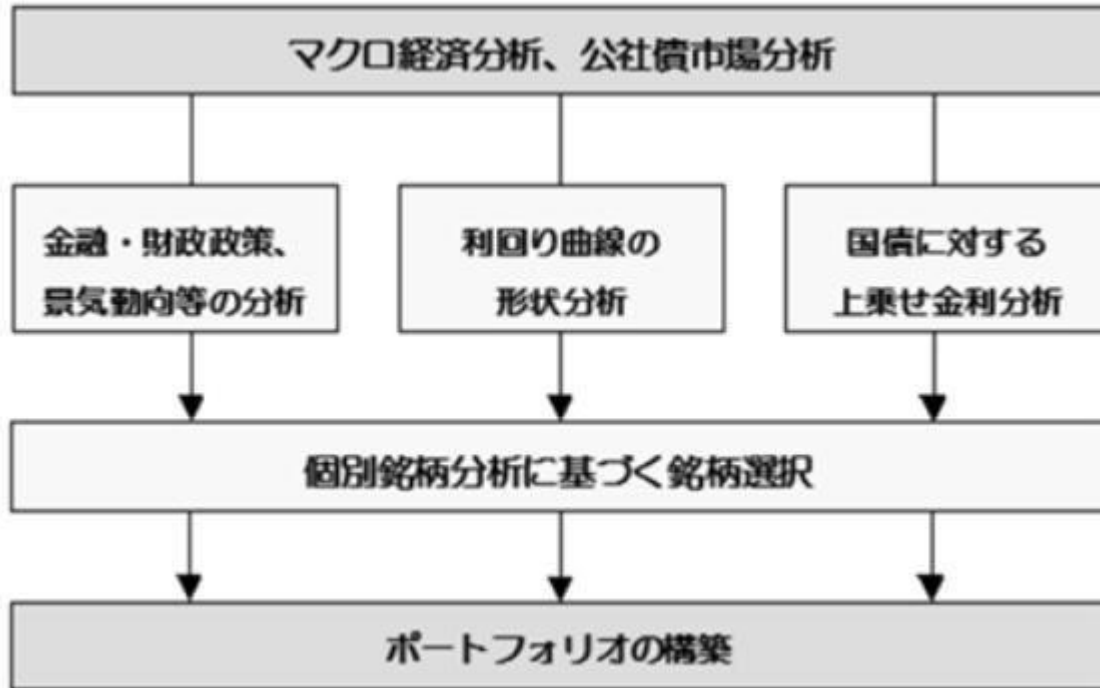 マクロ経済分析、公社債市場分析
金融・財政政策、
景気動向等の分析
利回り曲線の
形状分析
国債に対する
上乗せ金利分析
個別銘柄分析に基づく銘柄選択
ポートフォリオの構築